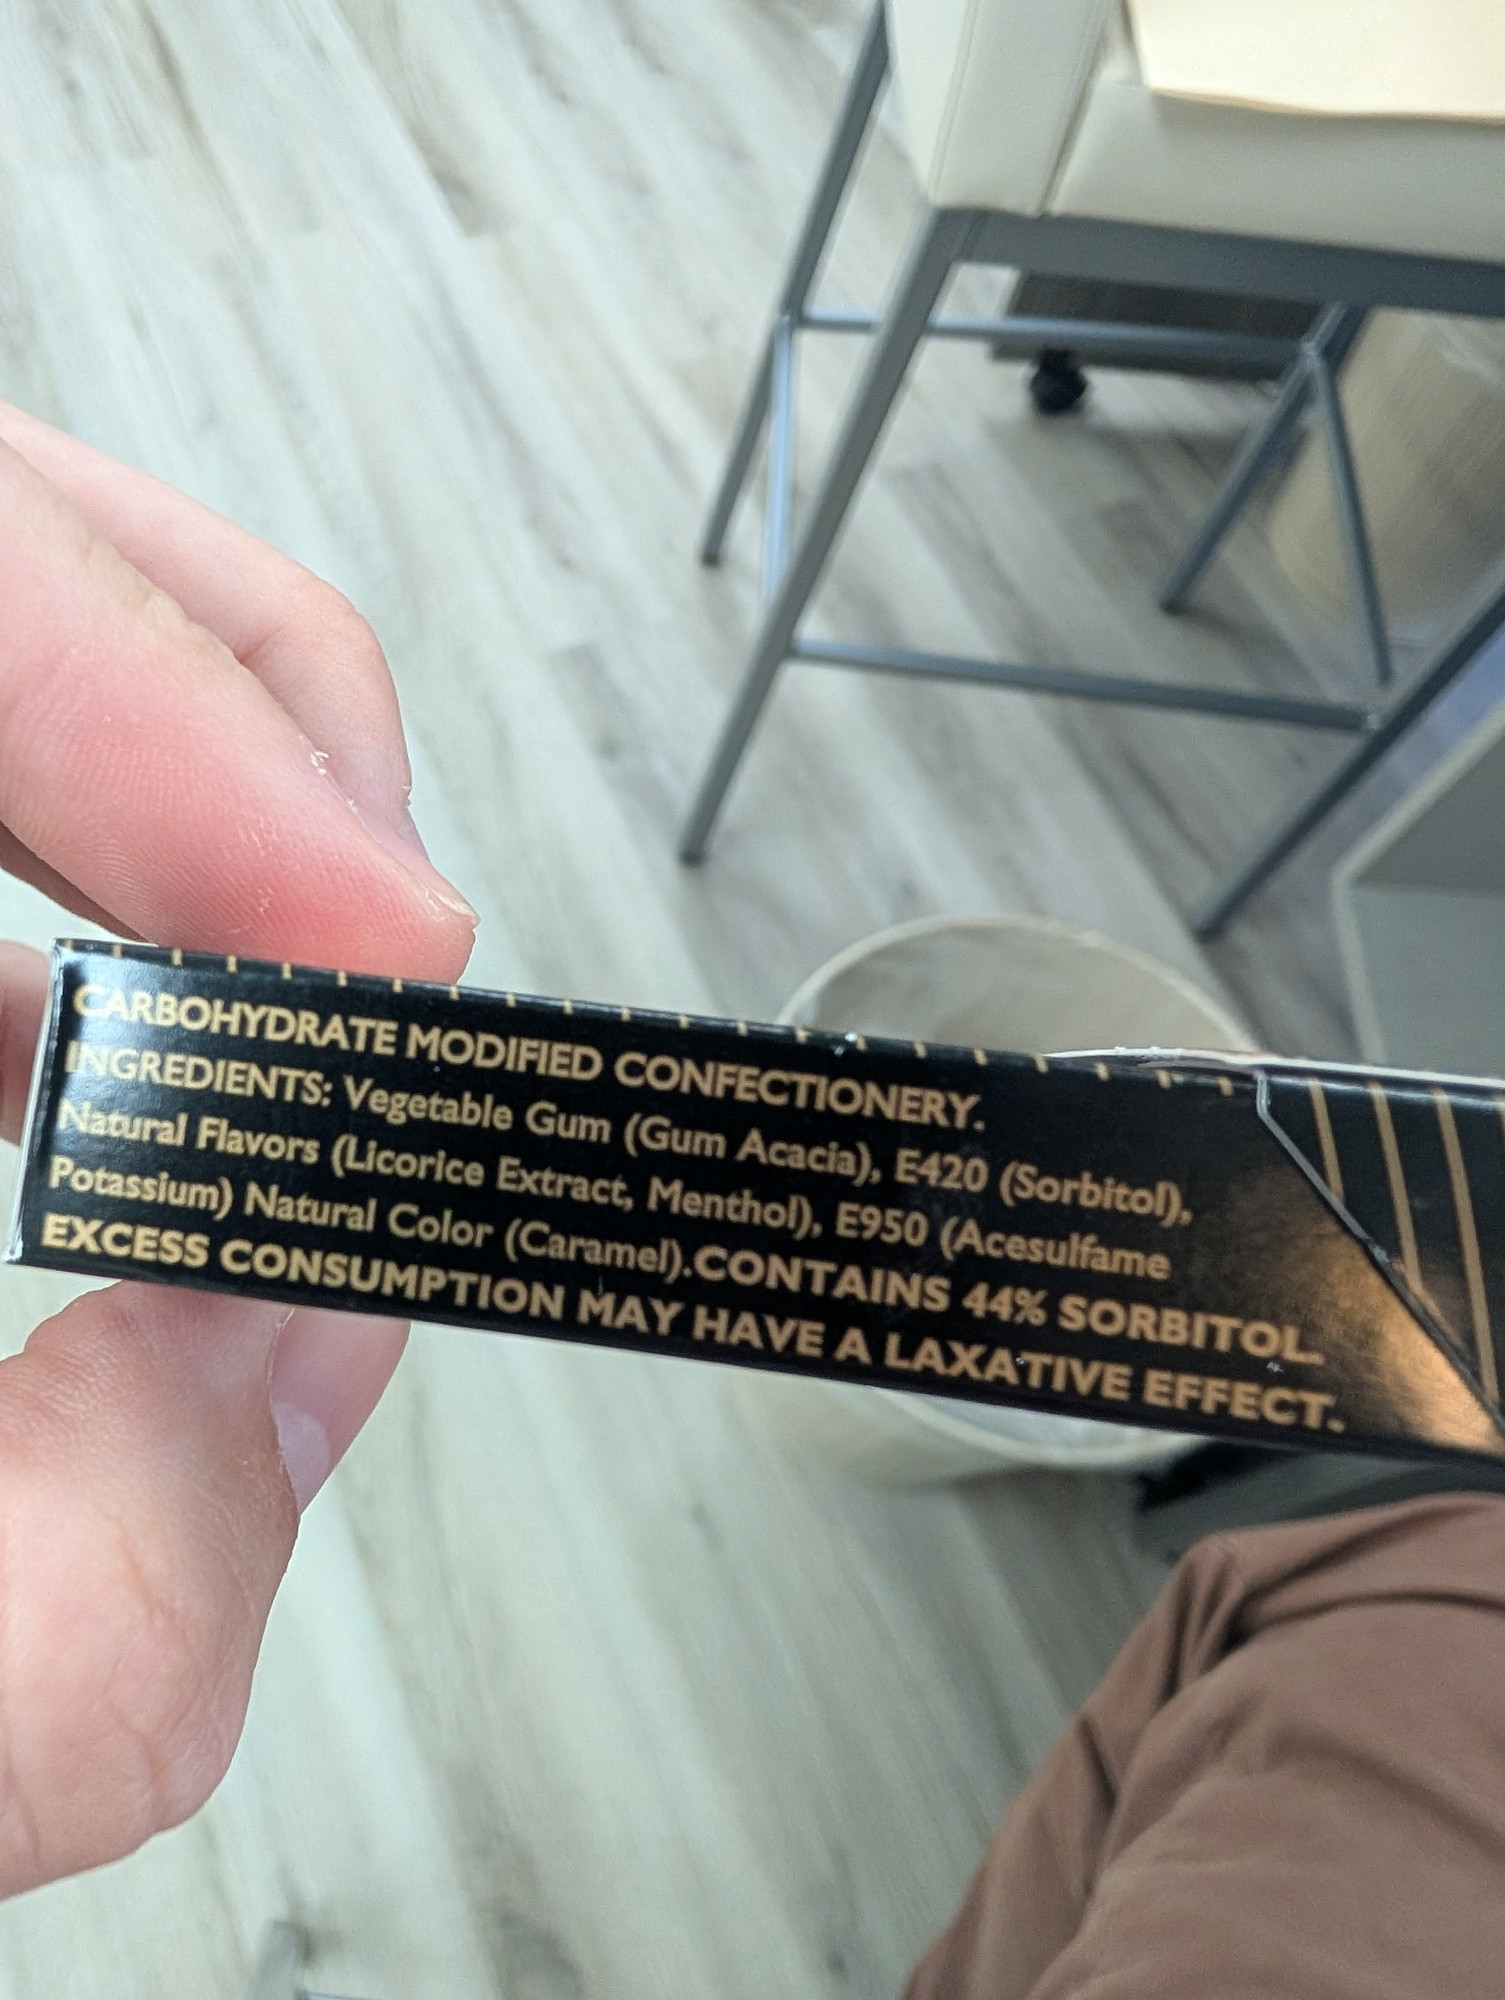 CARBOHYDRATE MODIFIED CONFECTIONERY.
INGREDIENTS: Vegetable Gum (Gum Acacia), E420 (Sorbitol),
Natural Flavors (Licorice Extract, Menthol), E950 (Acesulfame
Potassium) Natural Color (Caramel).CONTAINS 44% SORBITOL.
EXCESS CONSUMPTION MAY HAVE A LAXATIVE EFFECT.